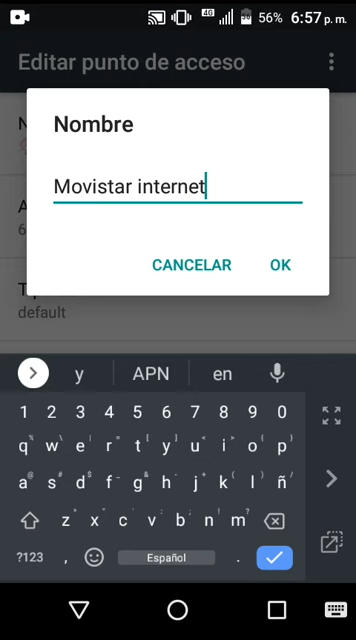 4G 56% 6:57 p. m.
Editar punto de acceso
Nombre
Movistar internet
CANCELAR OK
default
y APN en
1 2 3 4 5 6 7 8 9 0
q w e r t y u i o p
a s d f g h j k l ñ
z x c v b n m
?123 , Español .